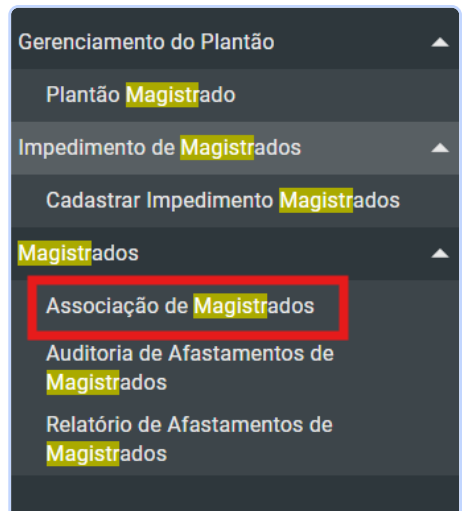 Gerenciamento do Plantão
Plantão Magistrado
Impedimento de Magistrados
Cadastrar Impedimento Magistrados
Magistrados
Associação de Magistrados
Auditoria de Afastamentos de
Magistrados
Relatório de Afastamentos de
Magistrados